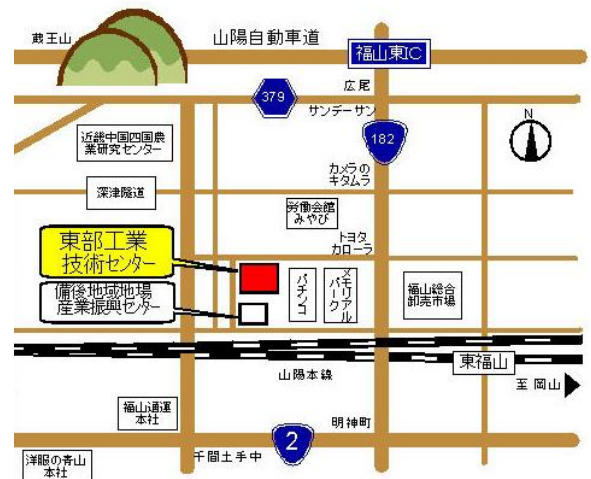 蔵王山
山陽自動車道
福山東IC
広尾
379
サンデーサン
182
N
近畿中国四国農
業研究センター
カメラの
キタムラ
深津隧道
労働会館
みやび
トヨタ
カローラ
東部工業
技術センター
備後地域地場
産業振興センター
パチンコ
メモリアル
パーク
福山総合
卸売市場
東福山
山陽本線
至 岡山
福山通運
本社
明神町
2
千間土手中
洋服の青山
本社